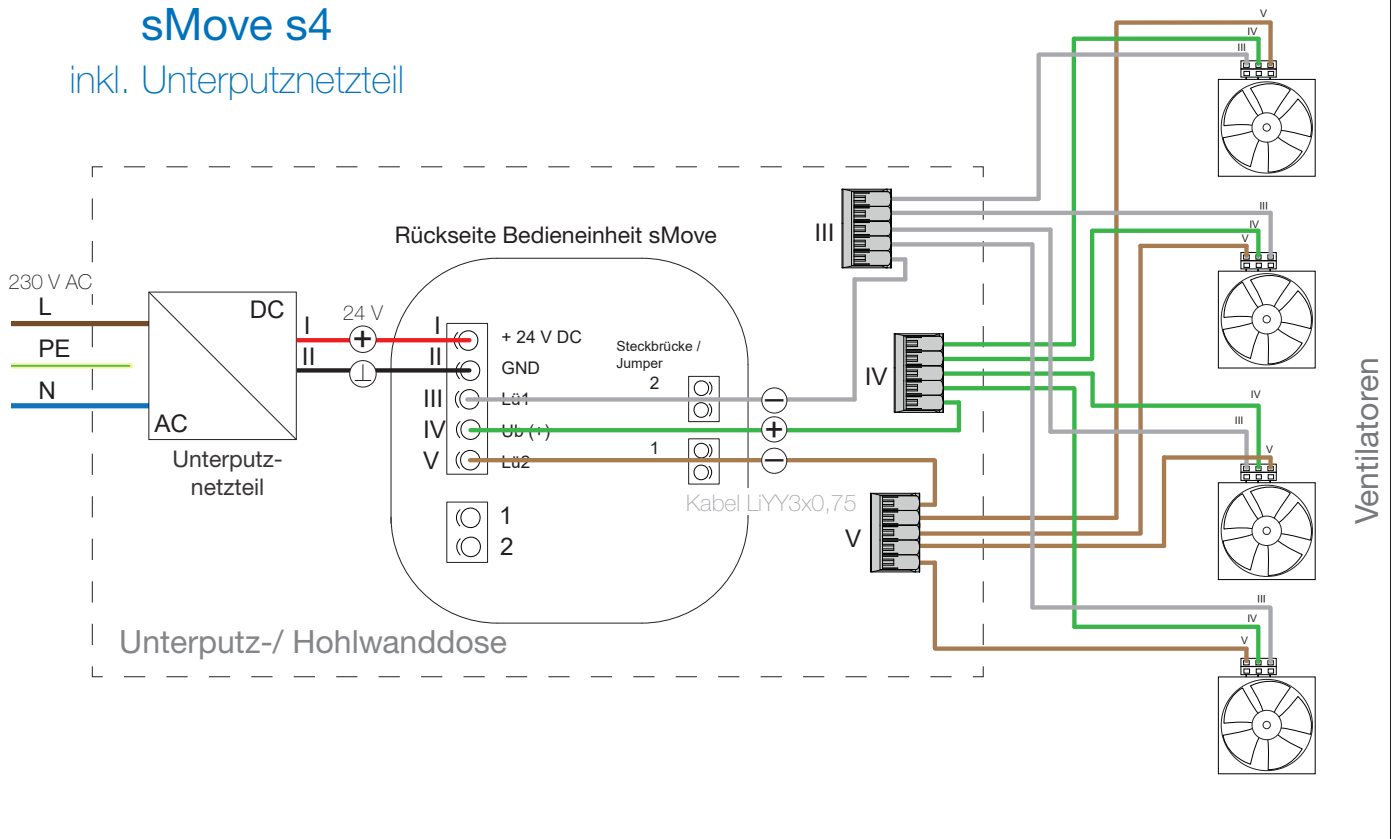 sMove s4
inkl. Unterputznetzteil
V
IV
III
Rückseite Bedieneinheit sMove
III
III
IV
V
230 V AC
L
PE
N
DC
AC
Unterputz-
netzteil
24 V
I
II
+
⊥
I
II
III
IV
V
+ 24 V DC
GND
Lü1
Ub (+)
Lü2
Steckbrücke /
Jumper
2
1
−
+
−
Kabel LiYY3x0,75
1
2
IV
V
IV
III
V
Ventilatoren
III
IV
V
Unterputz-/ Hohlwanddose